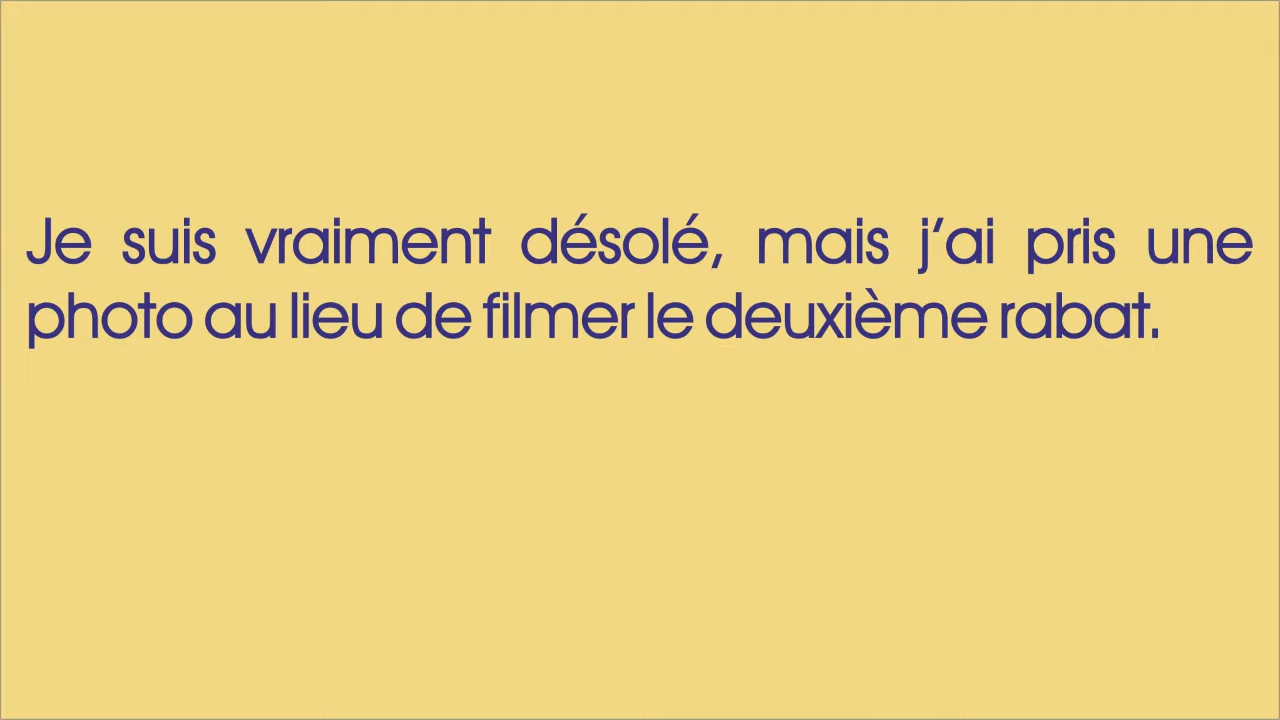 Je suis vraiment désolé, mais j’ai pris une
photo au lieu de filmer le deuxième rabat.